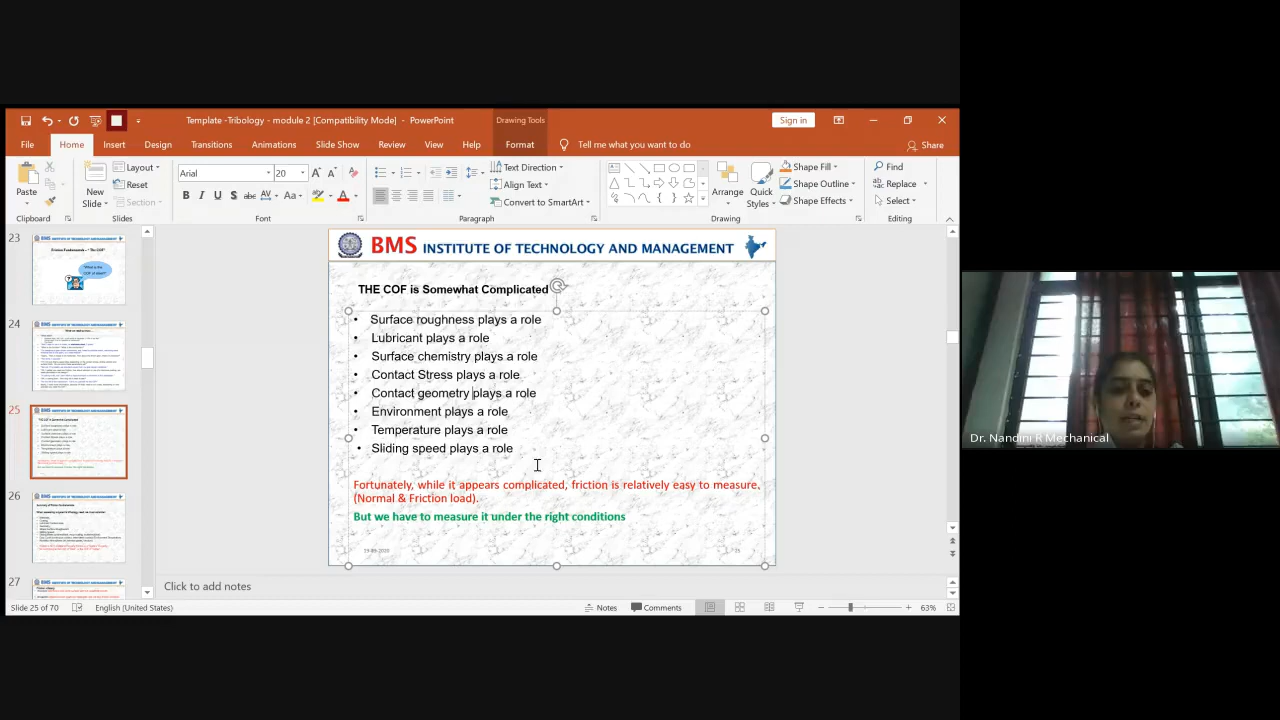 Template -Tribology - module 2 [Compatibility Mode] - PowerPoint
Drawing Tools
Sign in
File
Home
Insert
Design
Transitions
Animations
Slide Show
Review
View
Help
Format
Tell me what you want to do
Share
Paste
Clipboard
New Slide
Layout
Reset
Section
Slides
Arial
20
Font
Text Direction
Align Text
Convert to SmartArt
Paragraph
Arrange
Quick Styles
Shape Fill
Shape Outline
Shape Effects
Drawing
Find
Replace
Select
Editing
23
24
25
26
27
BMS INSTITUTE OF TECHNOLOGY AND MANAGEMENT
THE COF is Somewhat Complicated
• Surface roughness plays a role
• Lubricant plays a role
• Surface chemistry plays a role
• Contact Stress plays a role
• Contact geometry plays a role
• Environment plays a role
• Temperature plays a role
• Sliding speed plays a role
Fortunately, while it appears complicated, friction is relatively easy to measure,
(Normal & Friction load).
But we have to measure it under the right conditions
25
Click to add notes
Slide 25 of 70
English (United States)
Notes
Comments
63%
Dr. Nandini R Mechanical